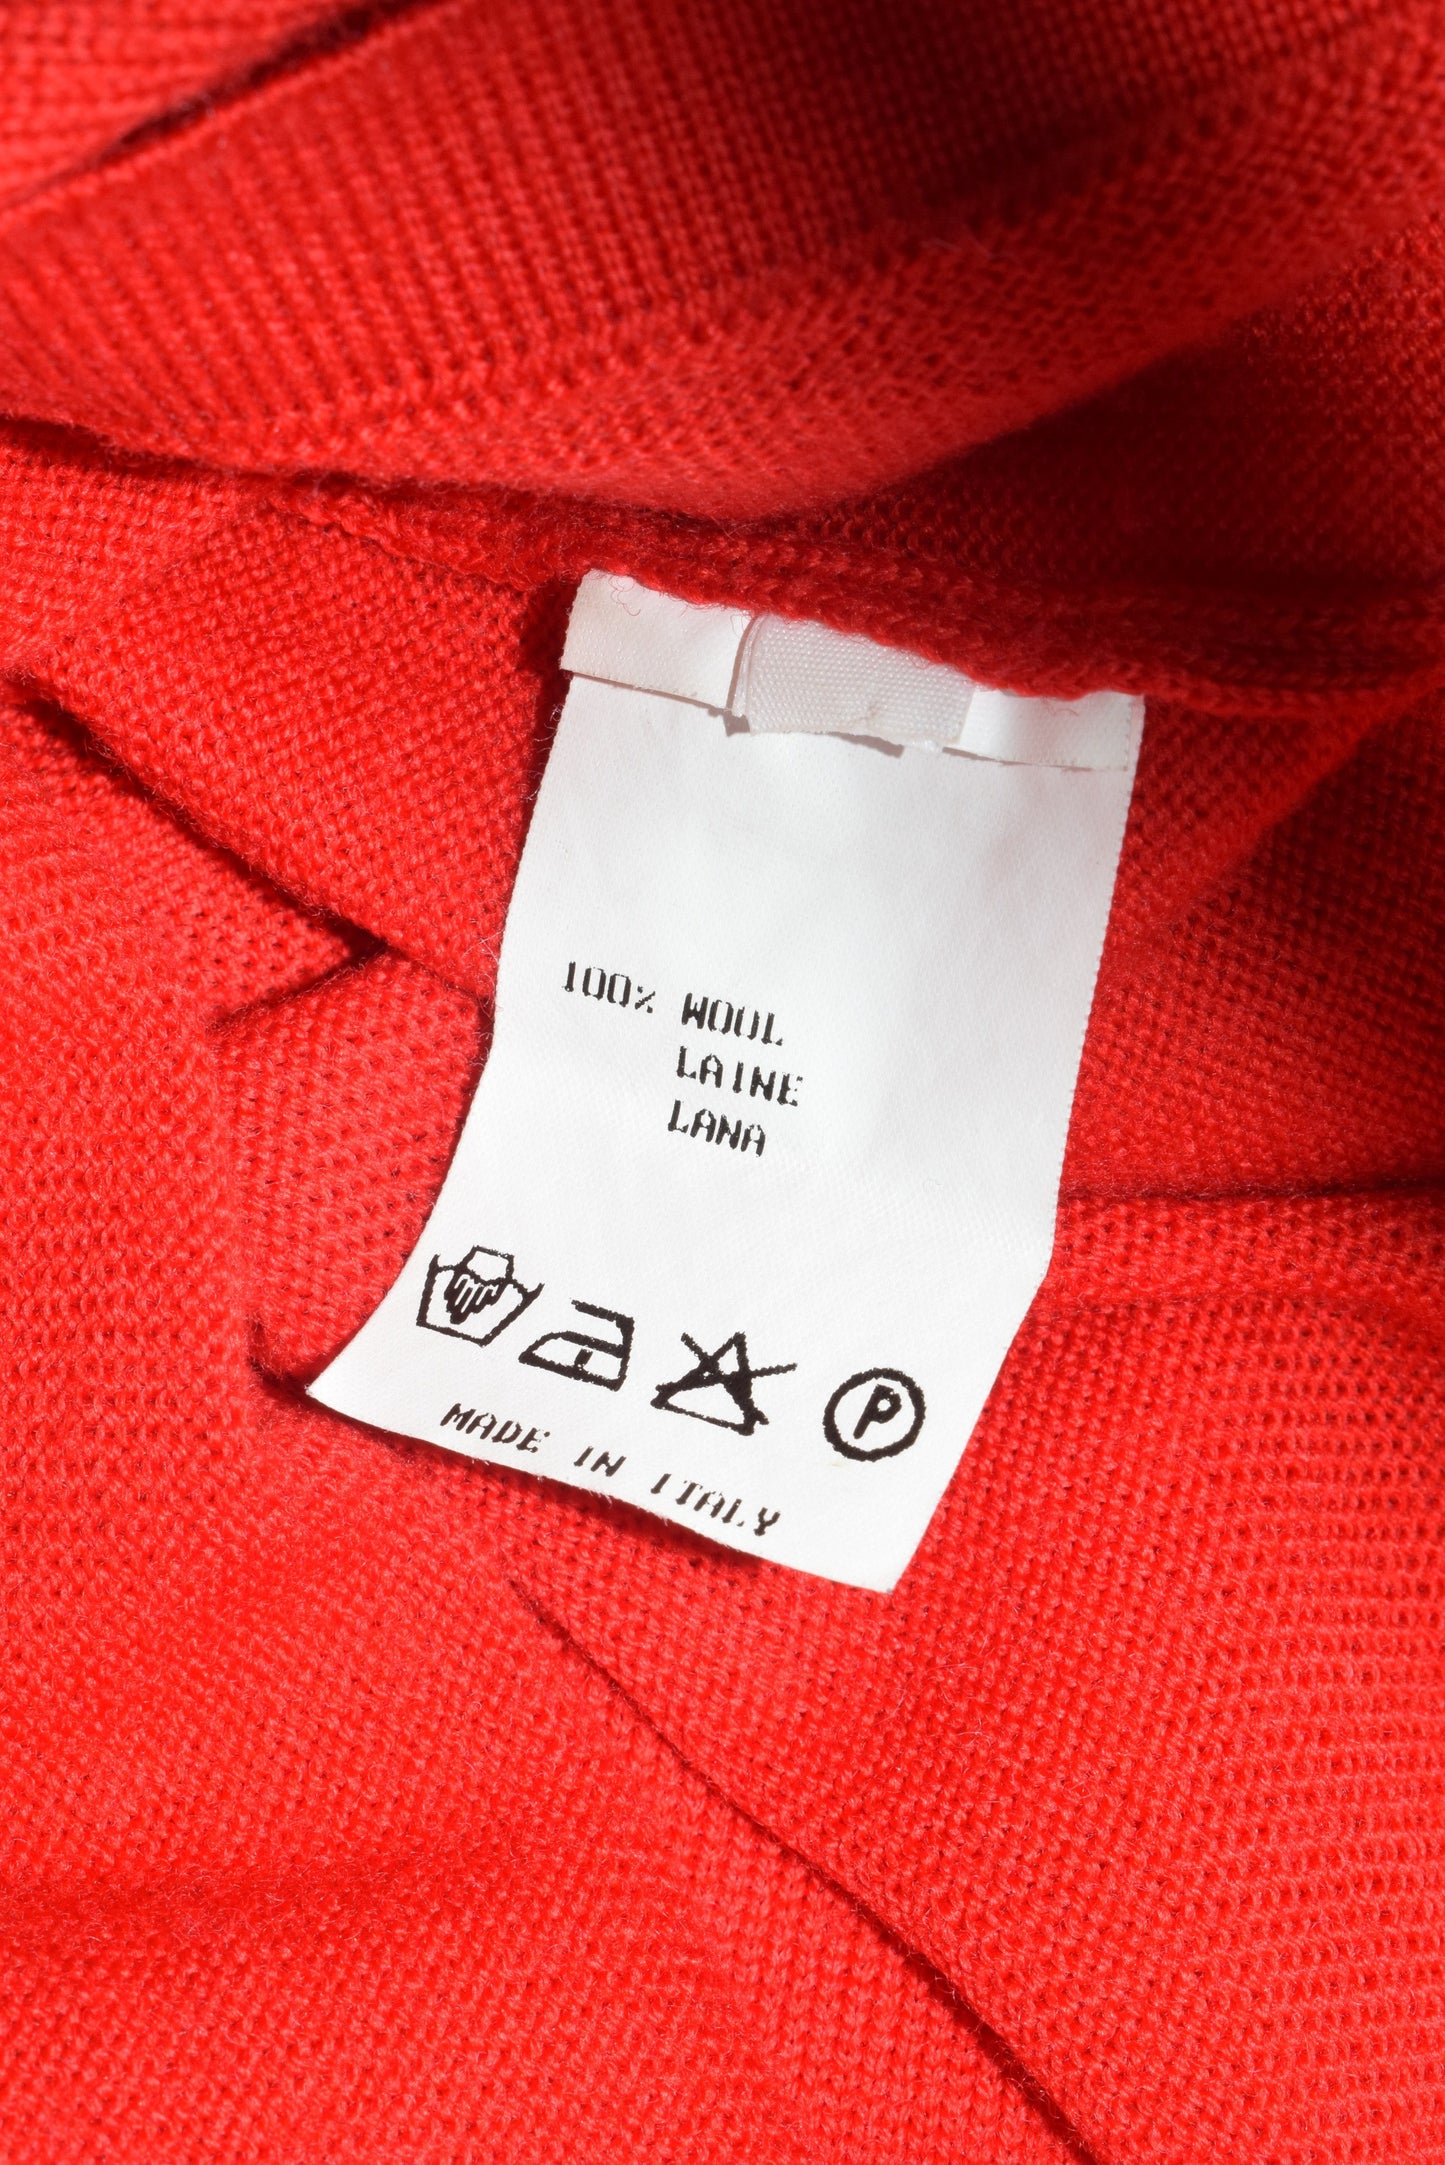 100% WOOL
LAINE
LANA
P
MADE IN ITALY